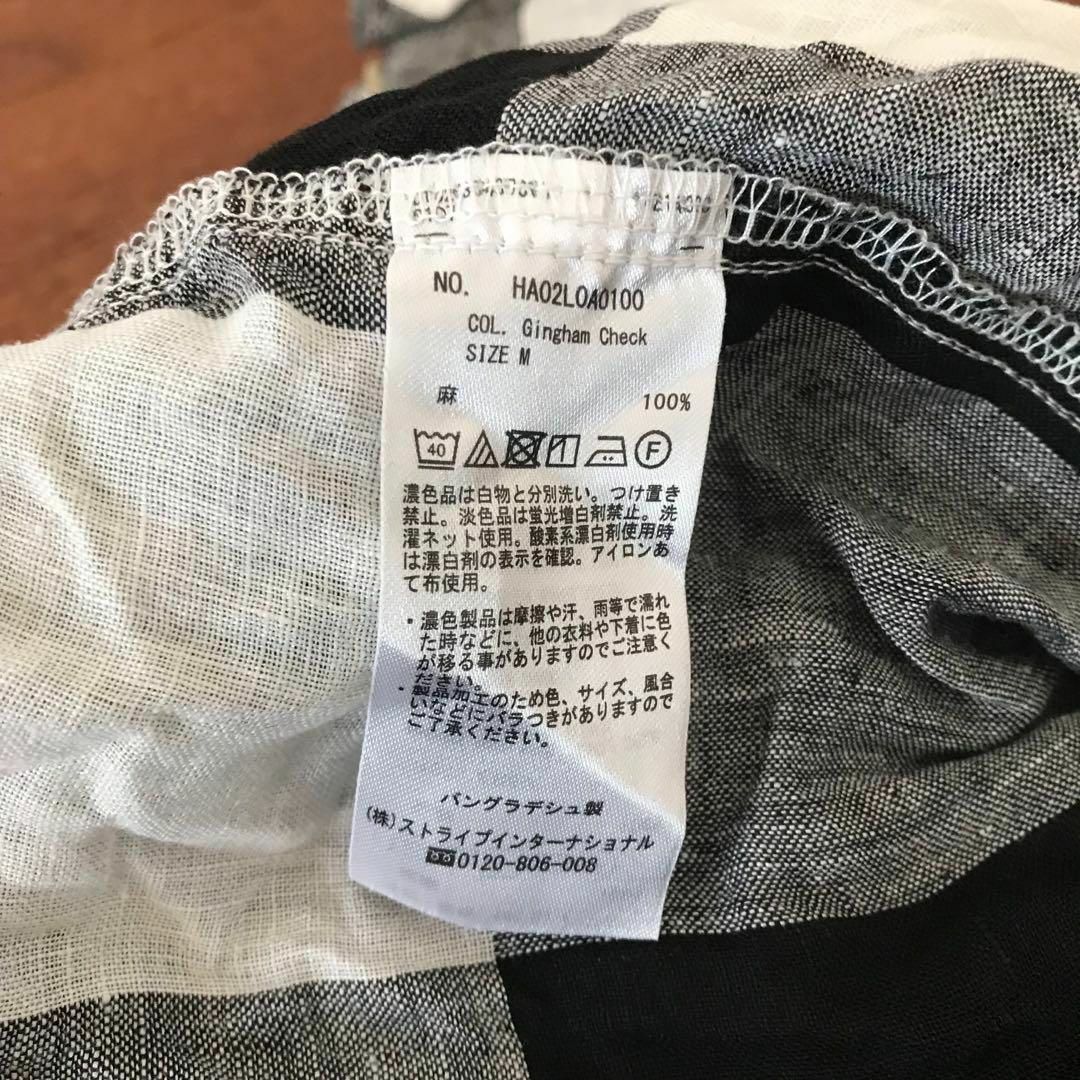 NO. HA02L0A0100
COL. Gingham Check
SIZE M
麻 100%
40 F
濃色品は白物と分別洗い。つけ置き
禁止。淡色品は蛍光増白剤禁止。洗
濯ネット使用。酸素系漂白剤使用時
は漂白剤の表示を確認。アイロンあ
て布使用。
・濃色製品は摩擦や汗、雨等で濡れ
た時などに、他の衣料や下着に色
が移る事がありますのでご注意く
ださい。
・製品加工のため色、サイズ、風合
いなどにバラつきがありますので
ご了承ください。
バングラデシュ製
(株)ストライプインターナショナル
0120-806-008